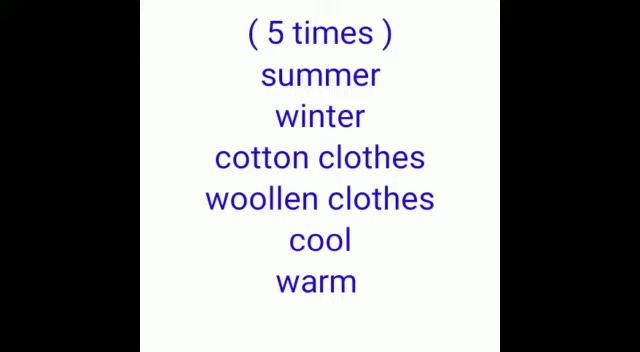 ( 5 times )
summer
winter
cotton clothes
woollen clothes
cool
warm